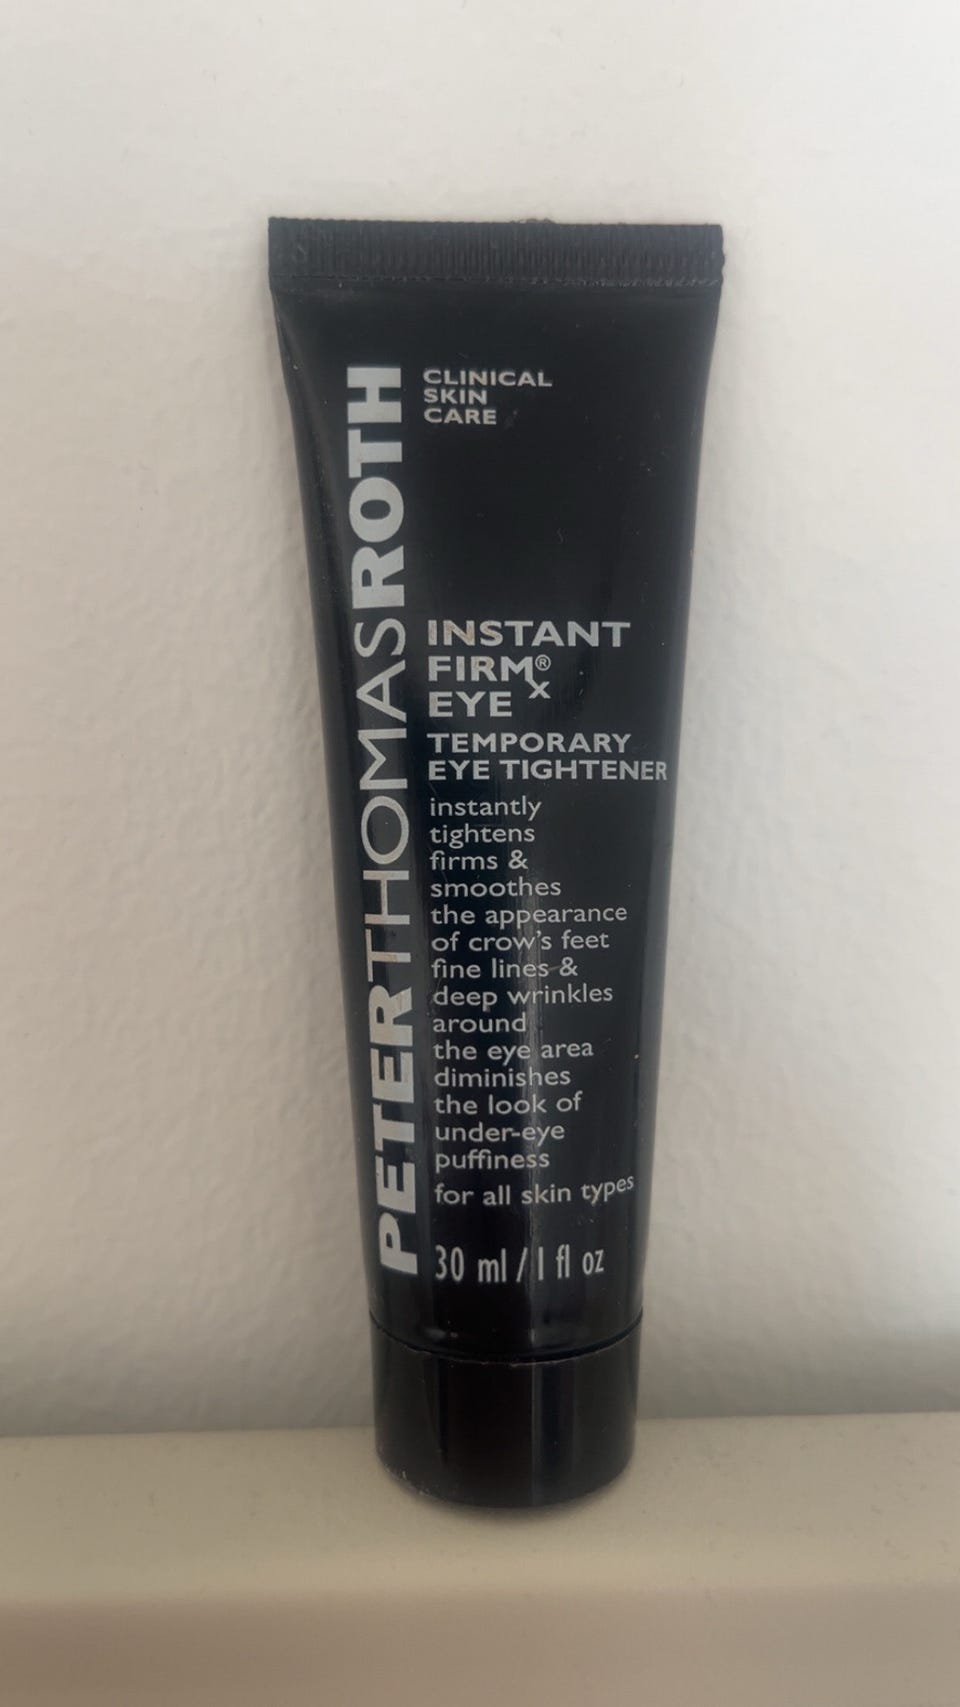 PETERTHOMASROTH
CLINICAL
SKIN
CARE
INSTANT
FIRMx®
EYE
TEMPORARY
EYE TIGHTENER
instantly
tightens
firms &
smoothes
the appearance
of crow's feet
fine lines &
deep wrinkles
around
the eye area
diminishes
the look of
under-eye
puffiness
for all skin types
30 ml / 1 fl oz